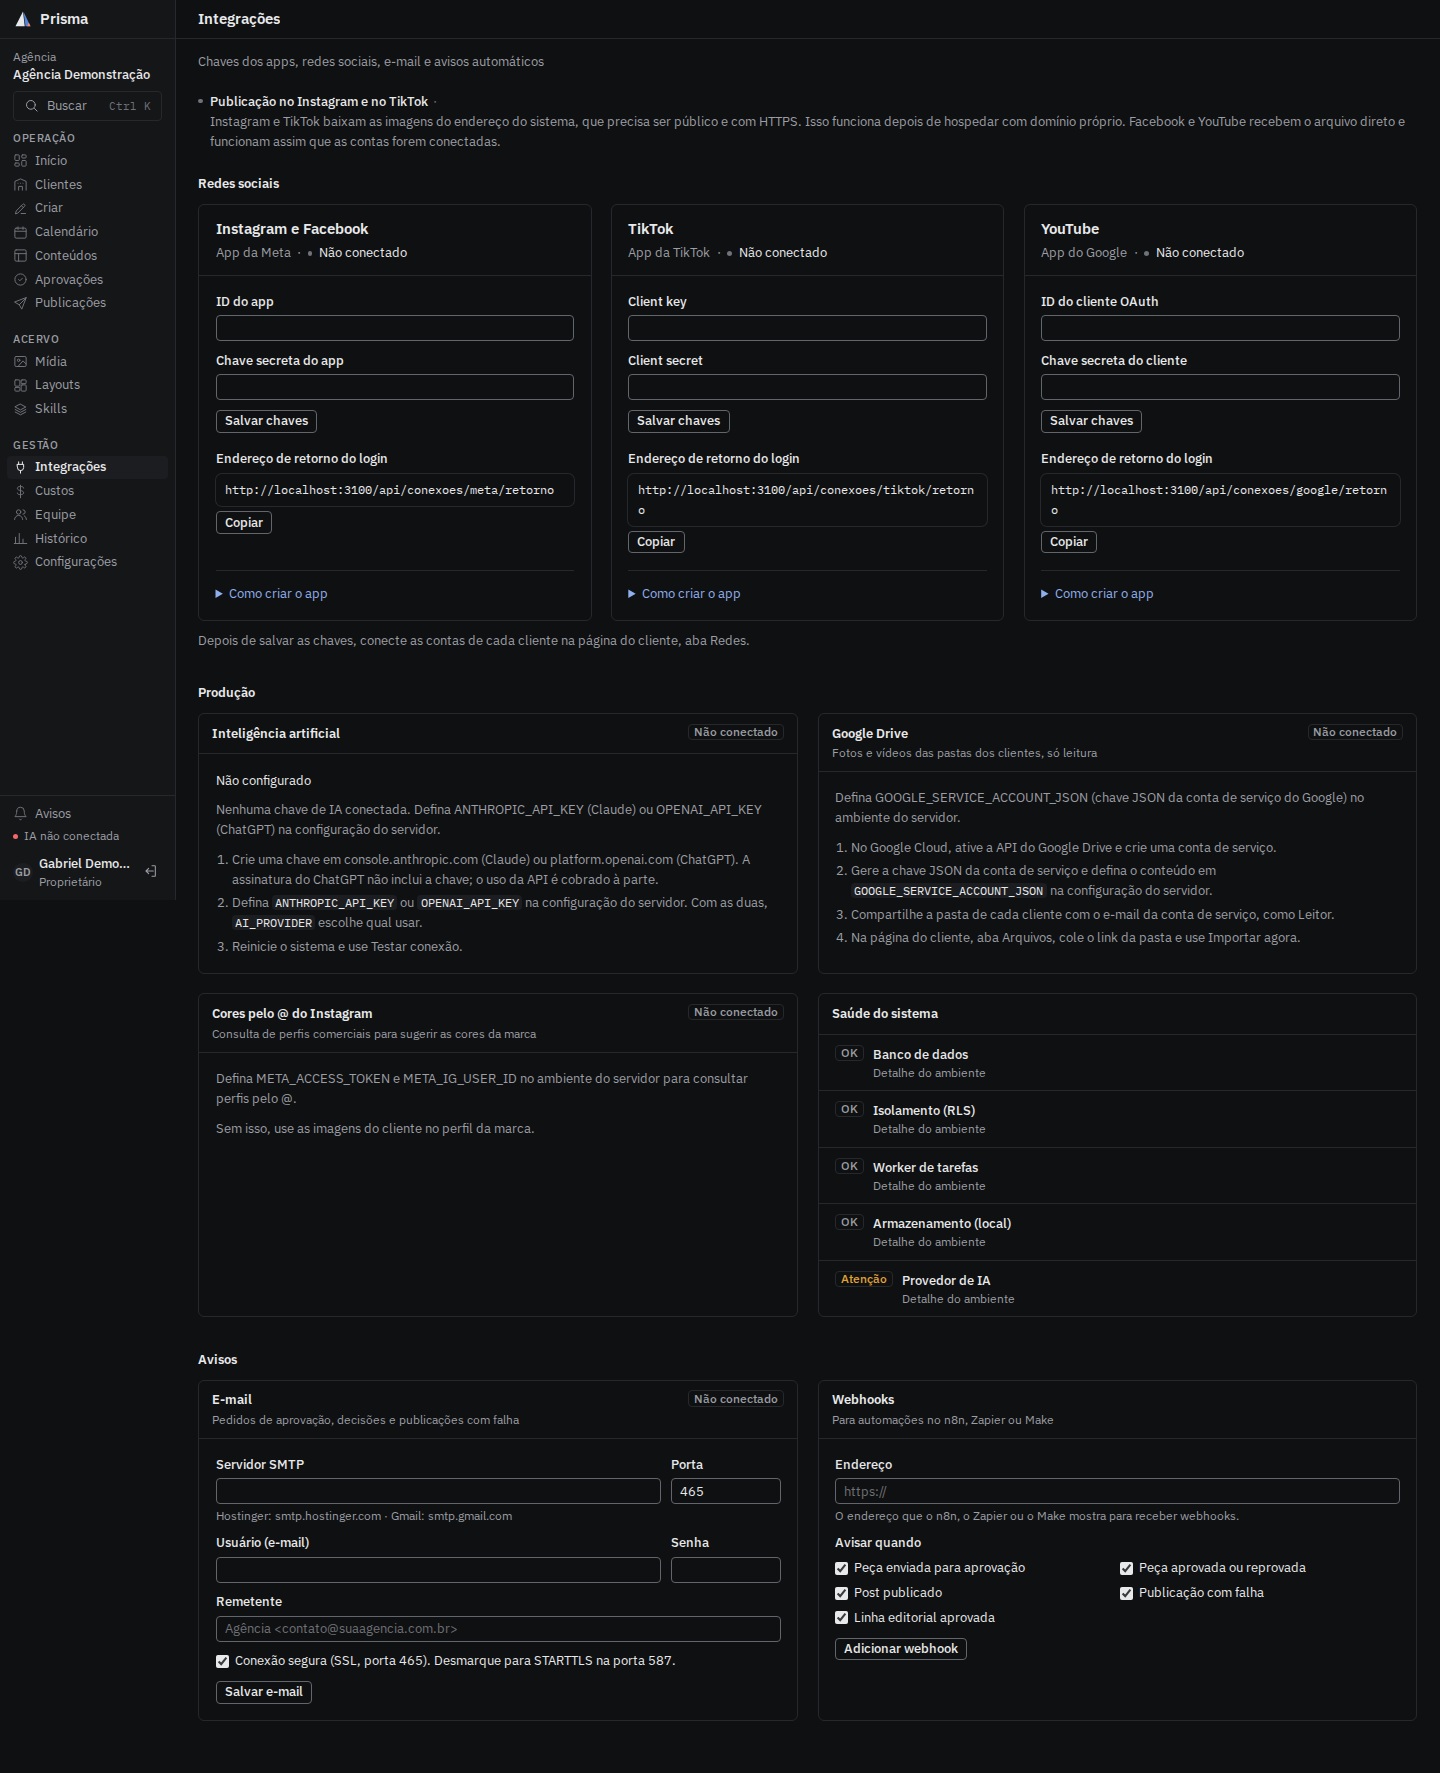 Prisma
Integrações
Agência
Agência Demonstração
Buscar Ctrl K
OPERAÇÃO
Início
Clientes
Criar
Calendário
Conteúdos
Aprovações
Publicações
ACERVO
Mídia
Layouts
Skills
GESTÃO
Integrações
Custos
Equipe
Histórico
Configurações
Avisos
IA não conectada
GD
Gabriel Demo...
Proprietário
Chaves dos apps, redes sociais, e-mail e avisos automáticos
Publicação no Instagram e no TikTok ·
Instagram e TikTok baixam as imagens do endereço do sistema, que precisa ser público e com HTTPS. Isso funciona depois de hospedar com domínio próprio. Facebook e YouTube recebem o arquivo direto e
funcionam assim que as contas forem conectadas.
Redes sociais
Instagram e Facebook
App da Meta · Não conectado
ID do app
Chave secreta do app
Salvar chaves
Endereço de retorno do login
http://localhost:3100/api/conexoes/meta/retorno
Copiar
Como criar o app
TikTok
App da TikTok · Não conectado
Client key
Client secret
Salvar chaves
Endereço de retorno do login
http://localhost:3100/api/conexoes/tiktok/retorn
o
Copiar
Como criar o app
YouTube
App do Google · Não conectado
ID do cliente OAuth
Chave secreta do cliente
Salvar chaves
Endereço de retorno do login
http://localhost:3100/api/conexoes/google/retorn
o
Copiar
Como criar o app
Depois de salvar as chaves, conecte as contas de cada cliente na página do cliente, aba Redes.
Produção
Inteligência artificial
Não conectado
Não configurado
Nenhuma chave de IA conectada. Defina ANTHROPIC_API_KEY (Claude) ou OPENAI_API_KEY
(ChatGPT) na configuração do servidor.
1. Crie uma chave em console.anthropic.com (Claude) ou platform.openai.com (ChatGPT). A
assinatura do ChatGPT não inclui a chave; o uso da API é cobrado à parte.
2. Defina ANTHROPIC_API_KEY ou OPENAI_API_KEY na configuração do servidor. Com as duas,
AI_PROVIDER escolhe qual usar.
3. Reinicie o sistema e use Testar conexão.
Google Drive
Não conectado
Fotos e vídeos das pastas dos clientes, só leitura
Defina GOOGLE_SERVICE_ACCOUNT_JSON (chave JSON da conta de serviço do Google) no
ambiente do servidor.
1. No Google Cloud, ative a API do Google Drive e crie uma conta de serviço.
2. Gere a chave JSON da conta de serviço e defina o conteúdo em
GOOGLE_SERVICE_ACCOUNT_JSON na configuração do servidor.
3. Compartilhe a pasta de cada cliente com o e-mail da conta de serviço, como Leitor.
4. Na página do cliente, aba Arquivos, cole o link da pasta e use Importar agora.
Cores pelo @ do Instagram
Não conectado
Consulta de perfis comerciais para sugerir as cores da marca
Defina META_ACCESS_TOKEN e META_IG_USER_ID no ambiente do servidor para consultar
perfis pelo @.
Sem isso, use as imagens do cliente no perfil da marca.
Saúde do sistema
OK Banco de dados
Detalhe do ambiente
OK Isolamento (RLS)
Detalhe do ambiente
OK Worker de tarefas
Detalhe do ambiente
OK Armazenamento (local)
Detalhe do ambiente
Atenção Provedor de IA
Detalhe do ambiente
Avisos
E-mail
Não conectado
Pedidos de aprovação, decisões e publicações com falha
Servidor SMTP
Porta
465
Hostinger: smtp.hostinger.com · Gmail: smtp.gmail.com
Usuário (e-mail)
Senha
Remetente
Agência <contato@suaagencia.com.br>
Conexão segura (SSL, porta 465). Desmarque para STARTTLS na porta 587.
Salvar e-mail
Webhooks
Para automações no n8n, Zapier ou Make
Endereço
https://
O endereço que o n8n, o Zapier ou o Make mostra para receber webhooks.
Avisar quando
Peça enviada para aprovação
Peça aprovada ou reprovada
Post publicado
Publicação com falha
Linha editorial aprovada
Adicionar webhook